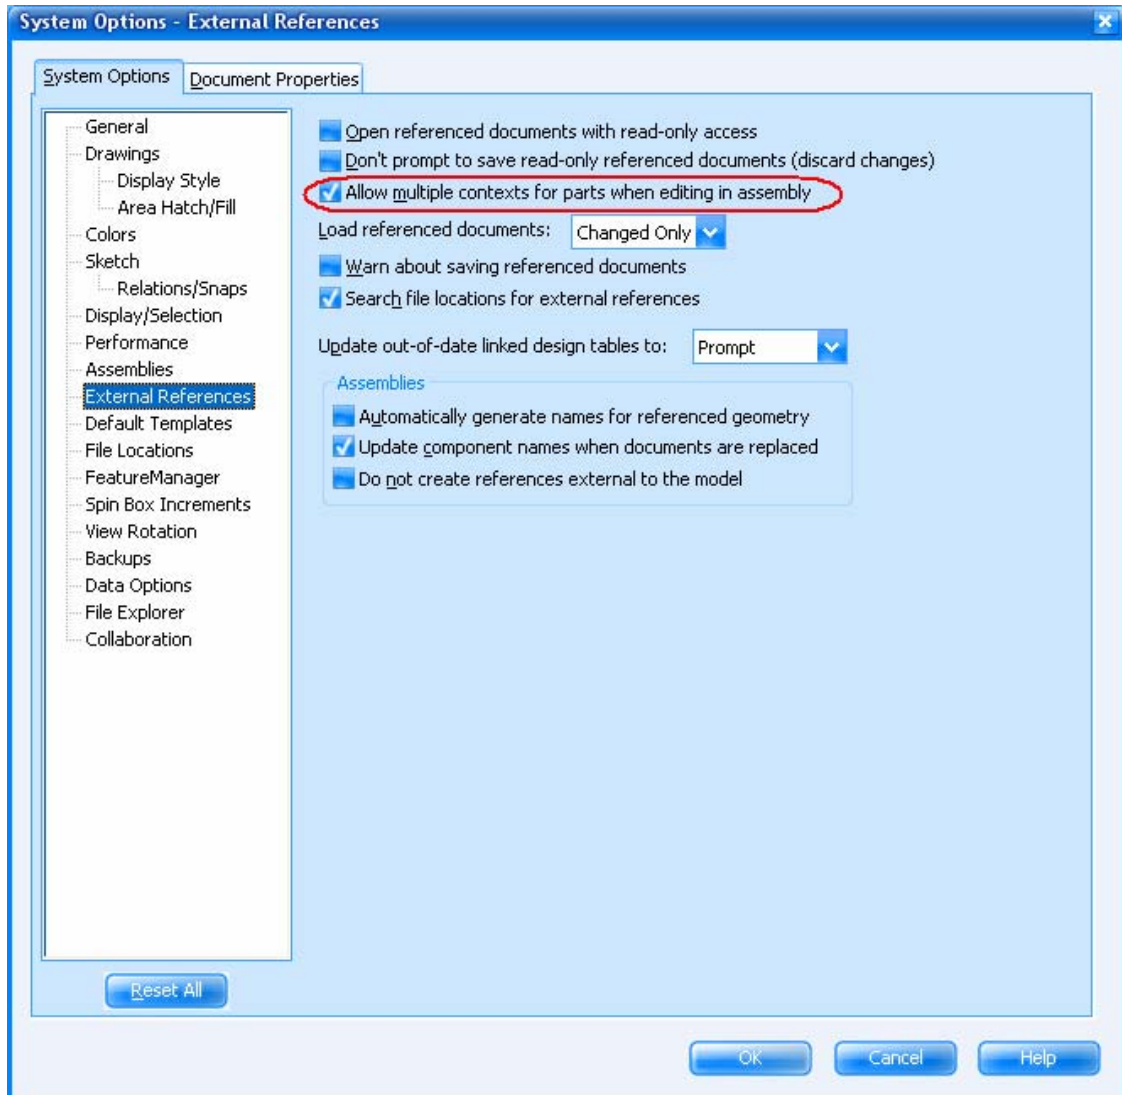 System Options - External References
System Options
Document Properties
General
Drawings
Display Style
Area Hatch/Fill
Colors
Sketch
Relations/Snaps
Display/Selection
Performance
Assemblies
External References
Default Templates
File Locations
FeatureManager
Spin Box Increments
View Rotation
Backups
Data Options
File Explorer
Collaboration
Reset All
Open referenced documents with read-only access
Don't prompt to save read-only referenced documents (discard changes)
Allow multiple contexts for parts when editing in assembly
Load referenced documents: Changed Only
Warn about saving referenced documents
Search file locations for external references
Update out-of-date linked design tables to: Prompt
Assemblies
Automatically generate names for referenced geometry
Update component names when documents are replaced
Do not create references external to the model
OK
Cancel
Help